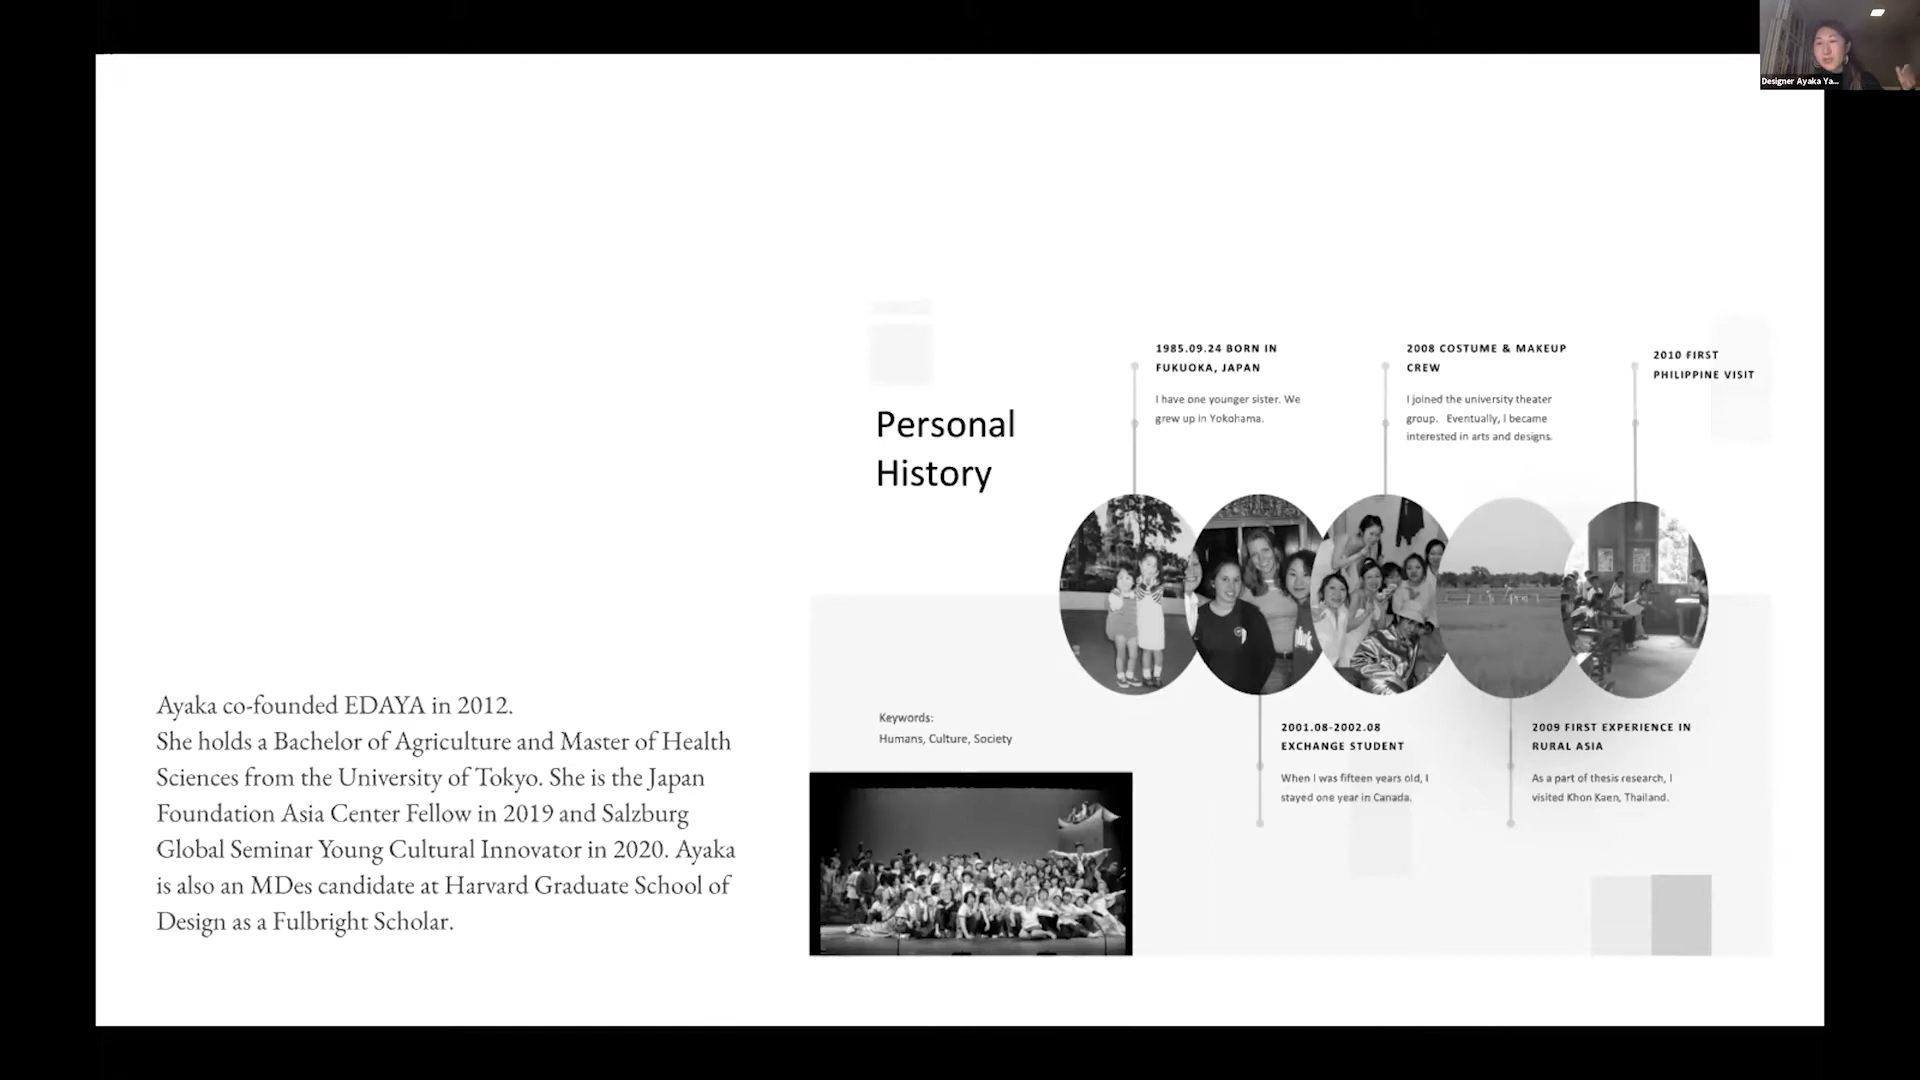 Designer Ayaka Ya...
Personal
History
1985.09.24 BORN IN
FUKUOKA, JAPAN
I have one younger sister. We
grew up in Yokohama.
2008 COSTUME & MAKEUP
CREW
I joined the university theater
group. Eventually, I became
interested in arts and designs.
2010 FIRST
PHILIPPINE VISIT
Ayaka co-founded EDAYA in 2012.
She holds a Bachelor of Agriculture and Master of Health
Sciences from the University of Tokyo. She is the Japan
Foundation Asia Center Fellow in 2019 and Salzburg
Global Seminar Young Cultural Innovator in 2020. Ayaka
is also an MDes candidate at Harvard Graduate School of
Design as a Fulbright Scholar.
Keywords:
Humans, Culture, Society
2001.08-2002.08
EXCHANGE STUDENT
When I was fifteen years old, I
stayed one year in Canada.
2009 FIRST EXPERIENCE IN
RURAL ASIA
As a part of thesis research, I
visited Khon Kaen, Thailand.